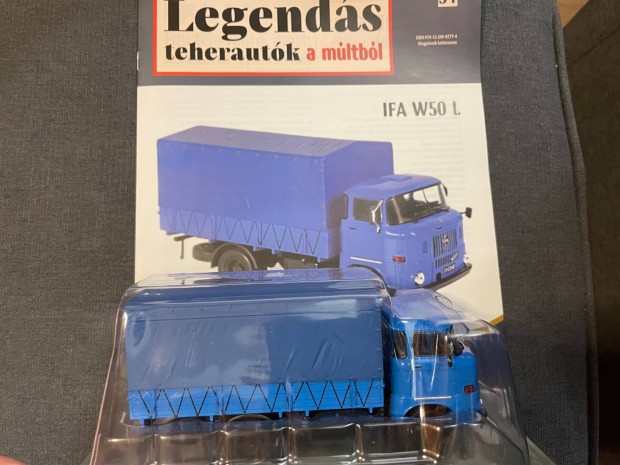 Legendás
teherautók a múltból
IFA W50 L